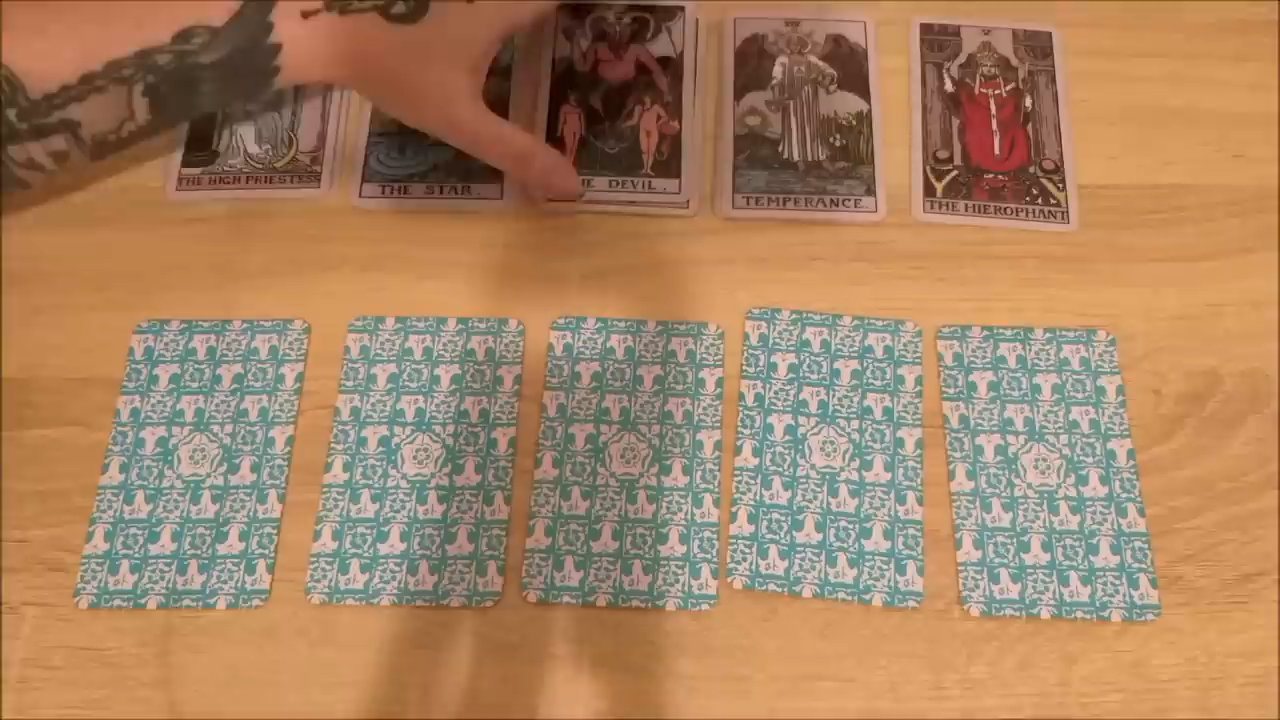 THE HIGH PRIESTESS
THE STAR.
DEVIL.
TEMPERANCE.
THE HIEROPHANT